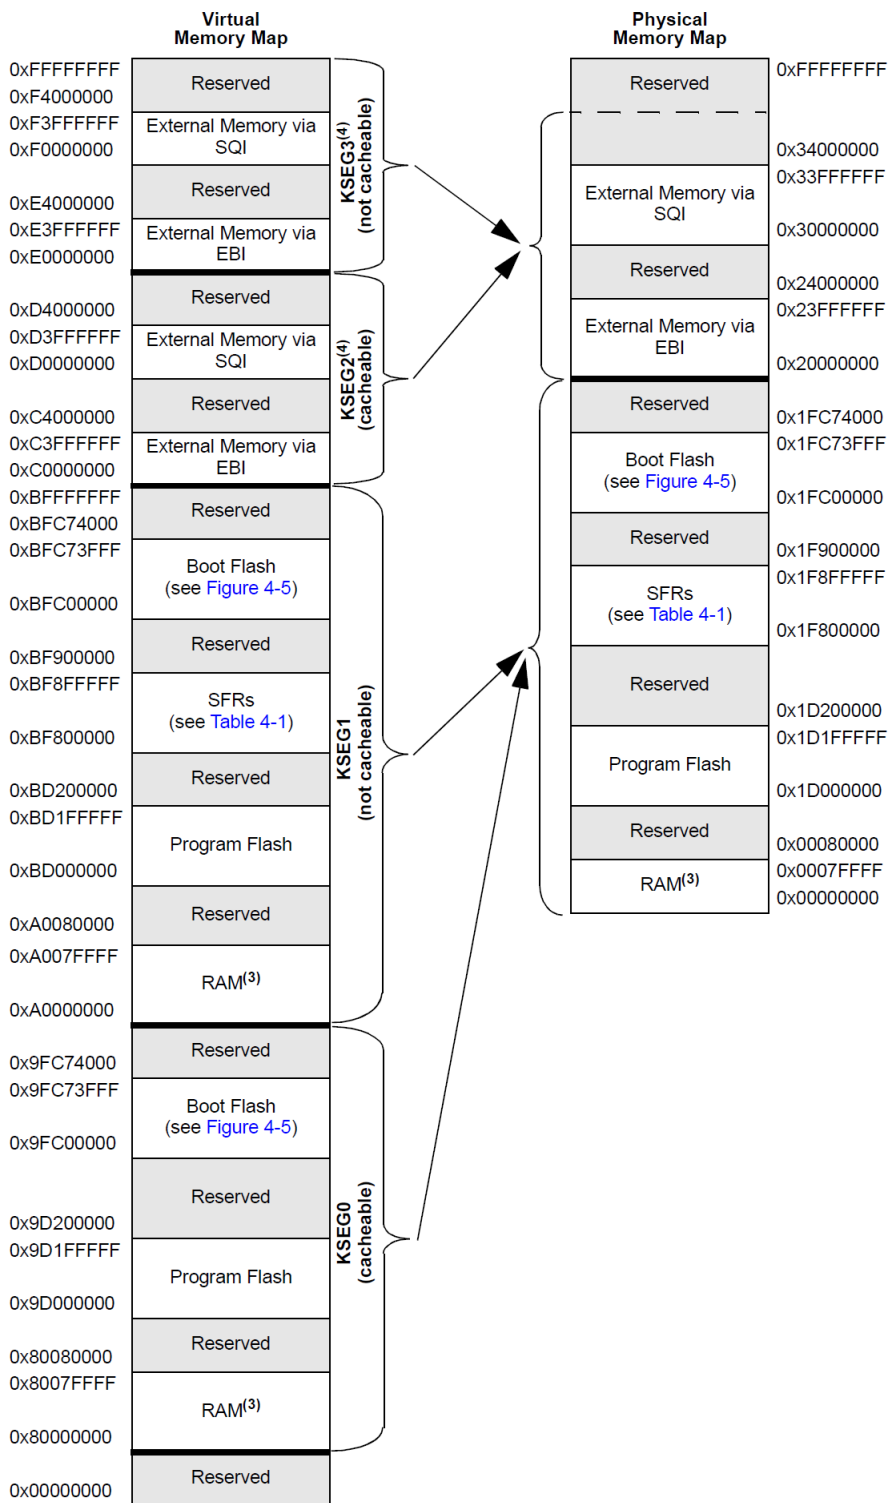 Virtual
Memory Map
0xFFFFFFFF
Reserved
0xF4000000
0xF3FFFFFF
External Memory via
SQI
0xF0000000
Reserved
0xE4000000
0xE3FFFFFF
External Memory via
EBI
0xE0000000
KSEG3(4)
(not cacheable)
Reserved
0xD4000000
0xD3FFFFFF
External Memory via
SQI
0xD0000000
Reserved
0xC4000000
0xC3FFFFFF
External Memory via
EBI
0xC0000000
KSEG2(4)
(cacheable)
0xBFFFFFFF
Reserved
0xBFC74000
0xBFC73FFF
Boot Flash
(see Figure 4-5)
0xBFC00000
Reserved
0xBF900000
0xBF8FFFFF
SFRs
(see Table 4-1)
0xBF800000
Reserved
0xBD200000
0xBD1FFFFF
Program Flash
0xBD000000
Reserved
0xA0080000
0xA007FFFF
RAM(3)
0xA0000000
KSEG1
(not cacheable)
Reserved
0x9FC74000
0x9FC73FFF
Boot Flash
(see Figure 4-5)
0x9FC00000
Reserved
0x9D200000
0x9D1FFFFF
Program Flash
0x9D000000
Reserved
0x80080000
0x8007FFFF
RAM(3)
0x80000000
KSEG0
(cacheable)
Reserved
0x00000000
Physical
Memory Map
0xFFFFFFFF
Reserved
0x34000000
0x33FFFFFF
External Memory via
SQI
0x30000000
Reserved
0x24000000
0x23FFFFFF
External Memory via
EBI
0x20000000
Reserved
0x1FC74000
0x1FC73FFF
Boot Flash
(see Figure 4-5)
0x1FC00000
Reserved
0x1F900000
0x1F8FFFFF
SFRs
(see Table 4-1)
0x1F800000
Reserved
0x1D200000
0x1D1FFFFF
Program Flash
0x1D000000
Reserved
0x00080000
0x0007FFFF
RAM(3)
0x00000000